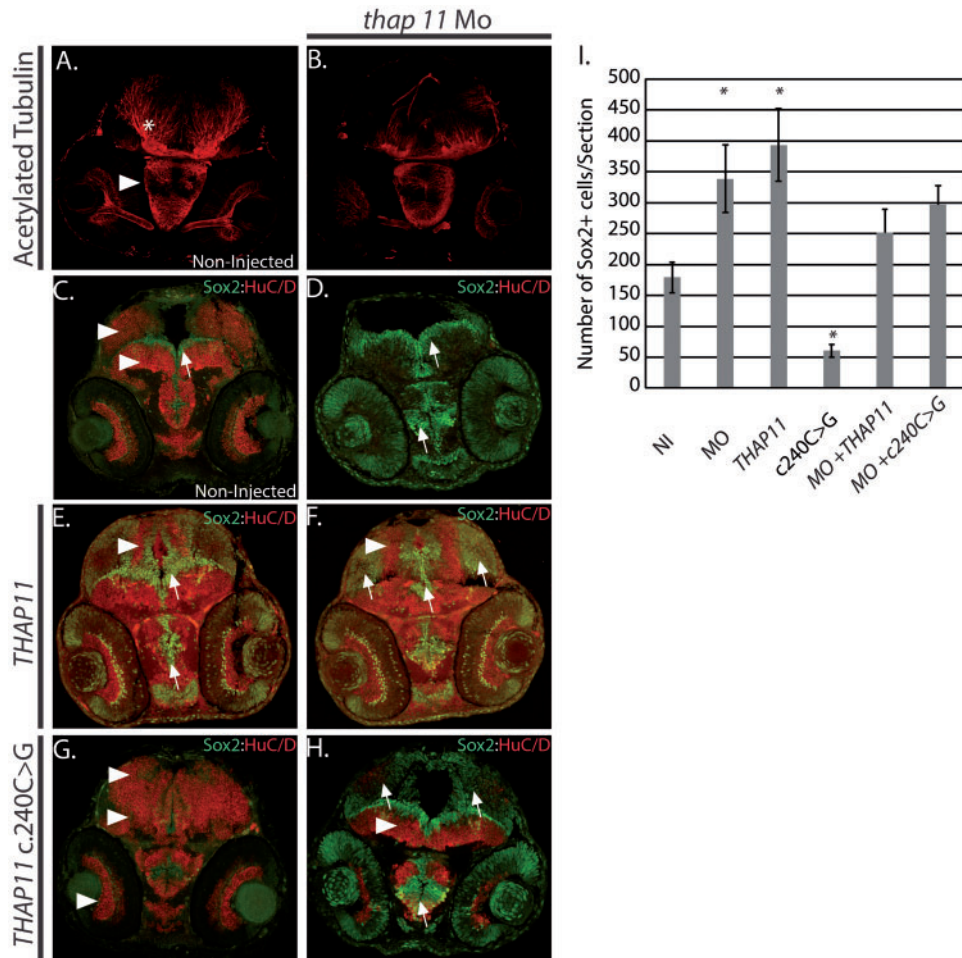 thap 11 Mo
Acetylated Tubulin
A.
*
Non-Injected
B.
C.
Sox2:HuC/D
Non-Injected
D.
Sox2:HuC/D
THAP11
E.
Sox2:HuC/D
F.
Sox2:HuC/D
THAP11 c.240C>G
G.
Sox2:HuC/D
H.
Sox2:HuC/D
I.
Number of Sox2+ cells/Section
500
450
400
350
300
250
200
150
100
50
0
* *
*
NI
MO
THAP11
c240C>G
MO +THAP11
MO +c240C>G